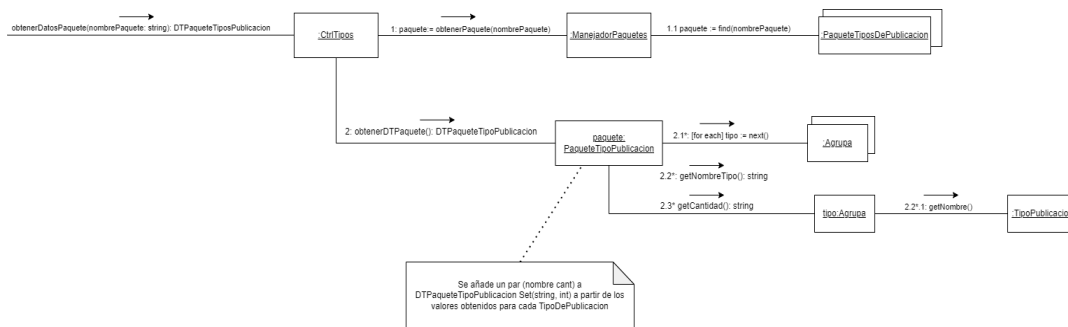 obtenerDatosPaquete(nombrePaquete: string): DTPaqueteTiposPublicacion
:CtrlTipos
1: paquete:= obtenerPaquete(nombrePaquete)
:ManejadorPaquetes
1.1 paquete := find(nombrePaquete)
:PaqueteTiposDePublicacion
2: obtenerDTPaquete(): DTPaqueteTipoPublicacion
paquete:
PaqueteTipoPublicacion
2.1*: [for each] tipo := next()
:Agrupa
2.2*: getNombreTipo(): string
2.3* getCantidad(): string
tipo:Agrupa
2.2*.1: getNombre()
:TipoPublicacio
Se añade un par (nombre cant) a
DTPaqueteTipoPublicacion Set(string, int) a partir de los
valores obtenidos para cada TipoDePublicacion